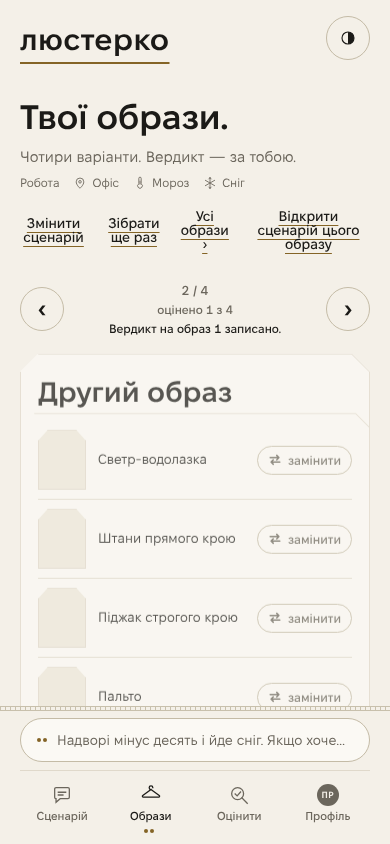 люстерко
Твої образи.
Чотири варіанти. Вердикт — за тобою.
Робота Офіс Мороз Сніг
Змінити
сценарій
Зібрати
ще раз
Усі
образи
›
Відкрити
сценарій цього
образу
‹
2 / 4
оцінено 1 з 4
Вердикт на образ 1 записано.
›
Другий образ
Светр-водолазка замінити
Штани прямого крою замінити
Піджак строгого крою замінити
Пальто замінити
Надворі мінус десять і йде сніг. Якщо хоче...
Сценарій
Образи
Оцінити
ПР
Профіль